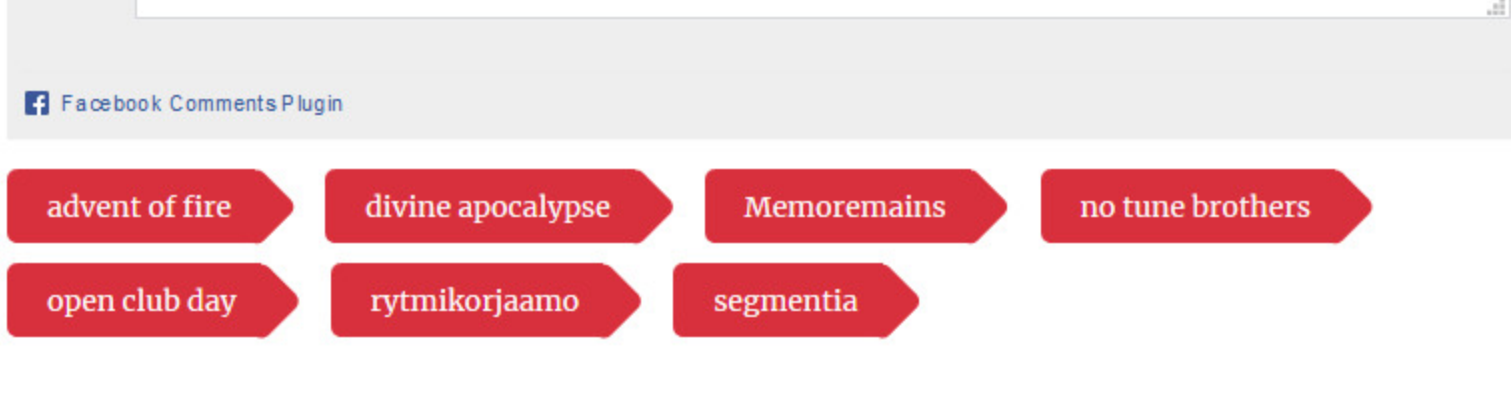 Facebook Comments Plugin
advent of fire divine apocalypse Memoremains no tune brothers
open club day rytmikorjaamo segmentia